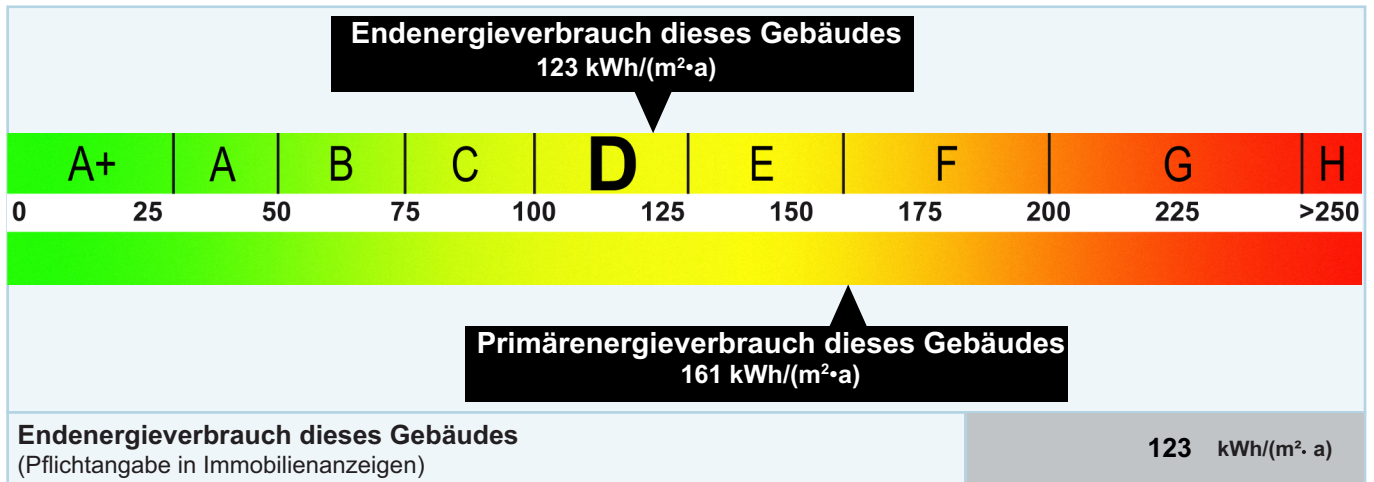 Endenergieverbrauch dieses Gebäudes
123 kWh/(m²•a)
A+ A B C D E F G H
0 25 50 75 100 125 150 175 200 225 >250
Primärenergieverbrauch dieses Gebäudes
161 kWh/(m²•a)
Endenergieverbrauch dieses Gebäudes
(Pflichtangabe in Immobilienanzeigen)
123 kWh/(m²· a)